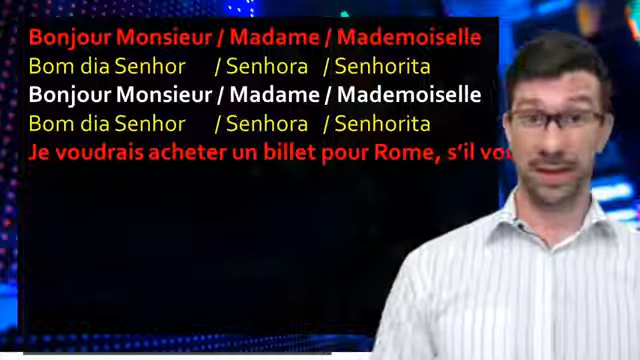 Bonjour Monsieur / Madame / Mademoiselle
Bom dia Senhor / Senhora / Senhorita
Bonjour Monsieur / Madame / Mademoiselle
Bom dia Senhor / Senhora / Senhorita
Je voudrais acheter un billet pour Rome, s'il vou